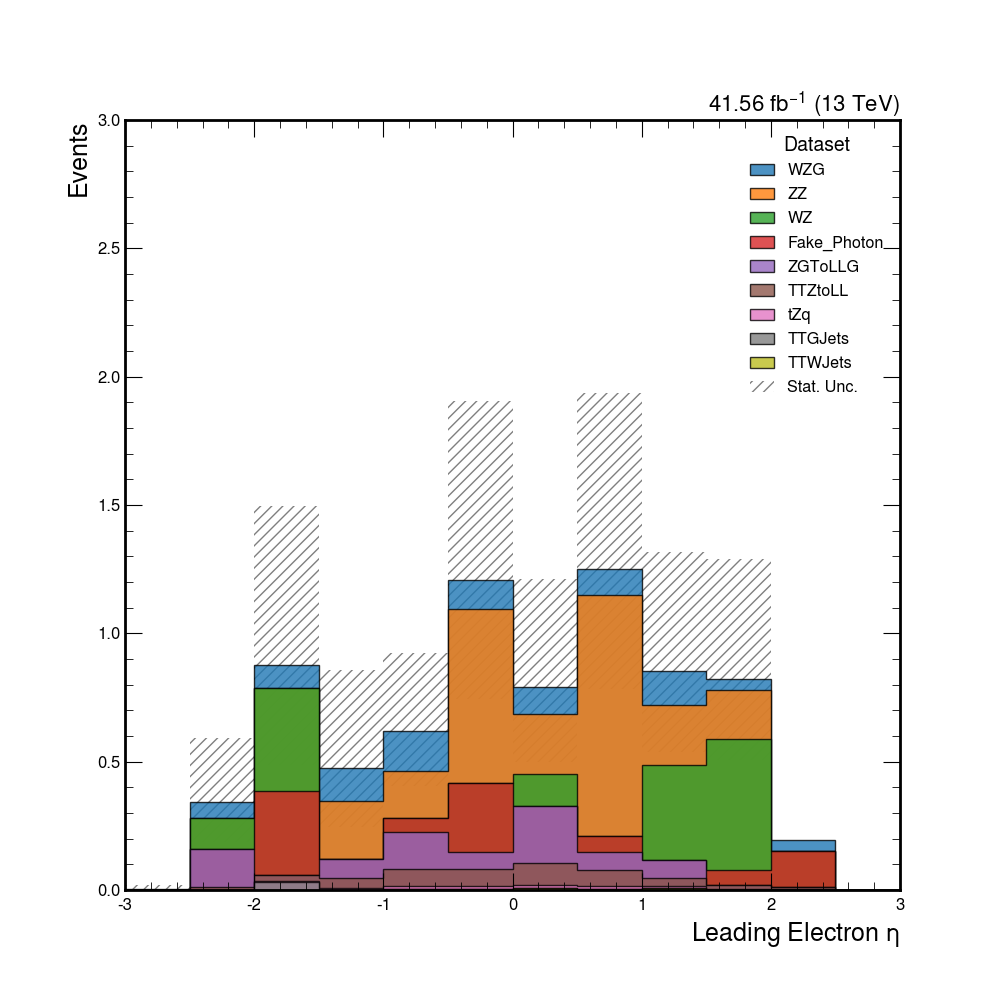 41.56 fb⁻¹ (13 TeV)
Events
3.0
2.5
2.0
1.5
1.0
0.5
0.0
Dataset
WZG
ZZ
WZ
Fake_Photon
ZGToLLG
TTZtoLL
tZq
TTGJets
TTWJets
Stat. Unc.
-3 -2 -1 0 1 2 3
Leading Electron η